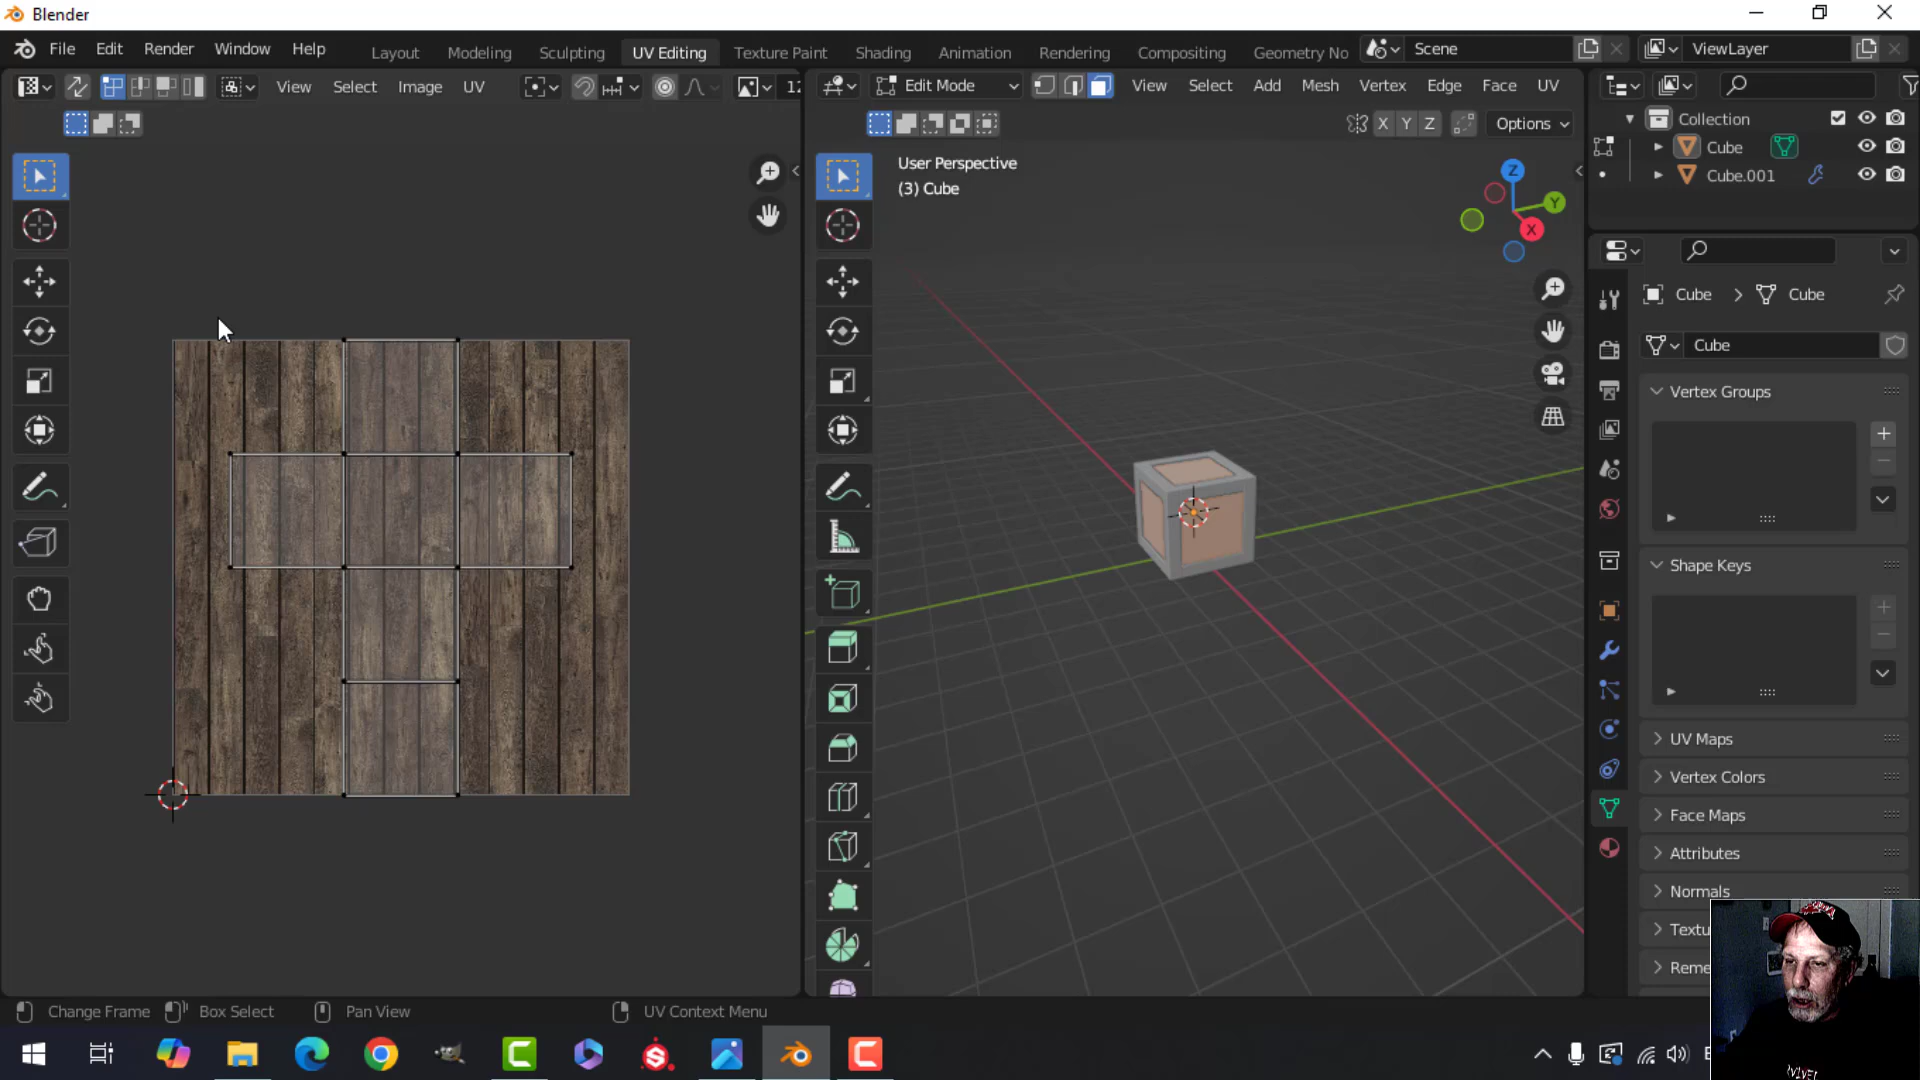 Blender
File Edit Render Window Help
Layout Modeling Sculpting UV Editing Texture Paint Shading Animation Rendering Compositing Geometry No
Scene
ViewLayer
View Select Image UV
12
Edit Mode
View Select Add Mesh Vertex Edge Face UV
X Y Z
Options
User Perspective
(3) Cube
Z
Y
X
Collection
Cube
Cube.001
Cube
Cube
Cube
Vertex Groups
Shape Keys
UV Maps
Vertex Colors
Face Maps
Attributes
Normals
Textu
Reme
Change Frame
Box Select
Pan View
UV Context Menu